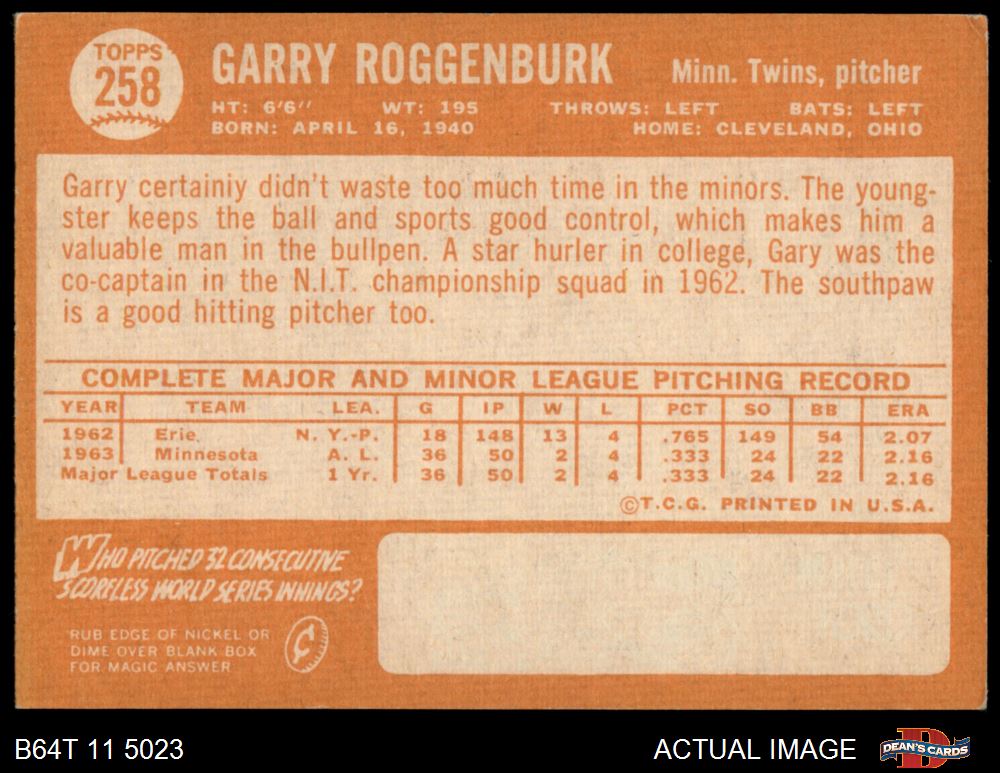 TOPPS
258
GARRY ROGGENBURK
Minn. Twins, pitcher
HT: 6'6" WT: 195 THROWS: LEFT BATS: LEFT
BORN: APRIL 16, 1940 HOME: CLEVELAND, OHIO
Garry certainiy didn't waste too much time in the minors. The young-
ster keeps the ball and sports good control, which makes him a
valuable man in the bullpen. A star hurler in college, Gary was the
co-captain in the N.I.T. championship squad in 1962. The southpaw
is a good hitting pitcher too.
COMPLETE MAJOR AND MINOR LEAGUE PITCHING RECORD
YEAR TEAM LEA. G IP W L PCT SO BB ERA
1962 Erie N. Y.-P. 18 148 13 4 .765 149 54 2.07
1963 Minnesota A. L. 36 50 2 4 .333 24 22 2.16
Major League Totals 1 Yr. 36 50 2 4 .333 24 22 2.16
©T.C.G. PRINTED IN U.S.A.
WHO PITCHED 32 CONSECUTIVE
SCORELESS WORLD SERIES INNINGS?
RUB EDGE OF NICKEL OR
DIME OVER BLANK BOX
FOR MAGIC ANSWER
B64T 11 5023
ACTUAL IMAGE
DEAN'S CARDS